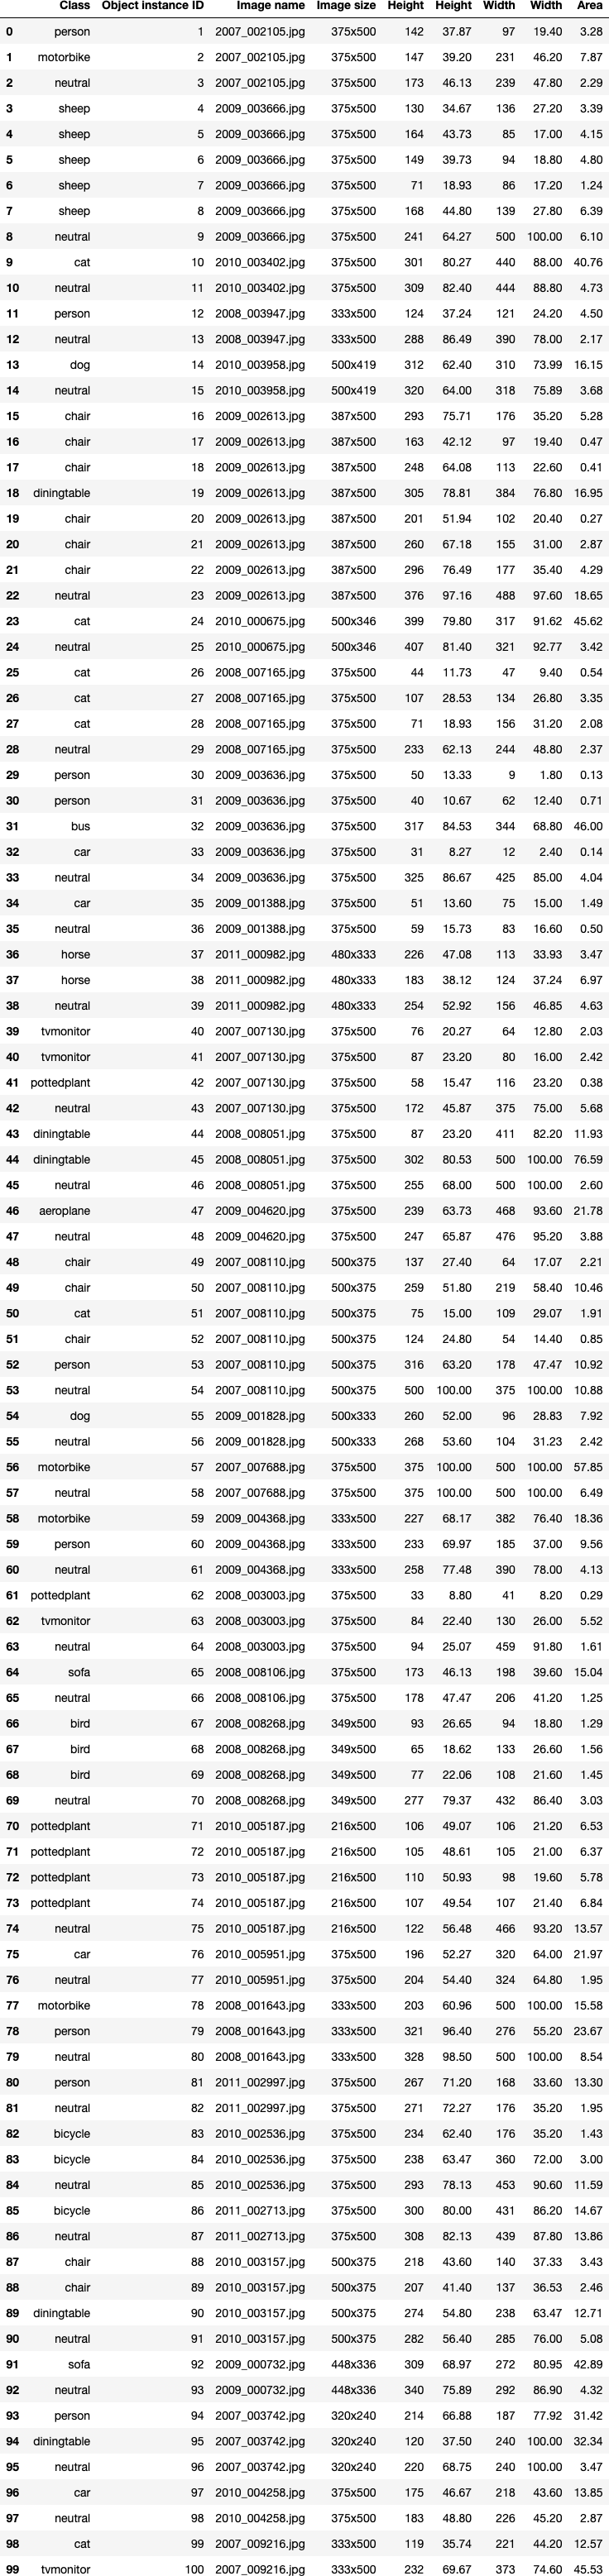 Class Object instance ID Image name Image size Height Height Width Width Area
0 person 1 2007_002105.jpg 375x500 142 37.87 97 19.40 3.28
1 motorbike 2 2007_002105.jpg 375x500 147 39.20 231 46.20 7.87
2 neutral 3 2007_002105.jpg 375x500 173 46.13 239 47.80 2.29
3 sheep 4 2009_003666.jpg 375x500 130 34.67 136 27.20 3.39
4 sheep 5 2009_003666.jpg 375x500 164 43.73 85 17.00 4.15
5 sheep 6 2009_003666.jpg 375x500 149 39.73 94 18.80 4.80
6 sheep 7 2009_003666.jpg 375x500 71 18.93 86 17.20 1.24
7 sheep 8 2009_003666.jpg 375x500 168 44.80 139 27.80 6.39
8 neutral 9 2009_003666.jpg 375x500 241 64.27 500 100.00 6.10
9 cat 10 2010_003402.jpg 375x500 301 80.27 440 88.00 40.76
10 neutral 11 2010_003402.jpg 375x500 309 82.40 444 88.80 4.73
11 person 12 2008_003947.jpg 333x500 124 37.24 121 24.20 4.50
12 neutral 13 2008_003947.jpg 333x500 288 86.49 390 78.00 2.17
13 dog 14 2010_003958.jpg 500x419 312 62.40 310 73.99 16.15
14 neutral 15 2010_003958.jpg 500x419 320 64.00 318 75.89 3.68
15 chair 16 2009_002613.jpg 387x500 293 75.71 176 35.20 5.28
16 chair 17 2009_002613.jpg 387x500 163 42.12 97 19.40 0.47
17 chair 18 2009_002613.jpg 387x500 248 64.08 113 22.60 0.41
18 diningtable 19 2009_002613.jpg 387x500 305 78.81 384 76.80 16.95
19 chair 20 2009_002613.jpg 387x500 201 51.94 102 20.40 0.27
20 chair 21 2009_002613.jpg 387x500 260 67.18 155 31.00 2.87
21 chair 22 2009_002613.jpg 387x500 296 76.49 177 35.40 4.29
22 neutral 23 2009_002613.jpg 387x500 376 97.16 488 97.60 18.65
23 cat 24 2010_000675.jpg 500x346 399 79.80 317 91.62 45.62
24 neutral 25 2010_000675.jpg 500x346 407 81.40 321 92.77 3.42
25 cat 26 2008_007165.jpg 375x500 44 11.73 47 9.40 0.54
26 cat 27 2008_007165.jpg 375x500 107 28.53 134 26.80 3.35
27 cat 28 2008_007165.jpg 375x500 71 18.93 156 31.20 2.08
28 neutral 29 2008_007165.jpg 375x500 233 62.13 244 48.80 2.37
29 person 30 2009_003636.jpg 375x500 50 13.33 9 1.80 0.13
30 person 31 2009_003636.jpg 375x500 40 10.67 62 12.40 0.71
31 bus 32 2009_003636.jpg 375x500 317 84.53 344 68.80 46.00
32 car 33 2009_003636.jpg 375x500 31 8.27 12 2.40 0.14
33 neutral 34 2009_003636.jpg 375x500 325 86.67 425 85.00 4.04
34 car 35 2009_001388.jpg 375x500 51 13.60 75 15.00 1.49
35 neutral 36 2009_001388.jpg 375x500 59 15.73 83 16.60 0.50
36 horse 37 2011_000982.jpg 480x333 226 47.08 113 33.93 3.47
37 horse 38 2011_000982.jpg 480x333 183 38.12 124 37.24 6.97
38 neutral 39 2011_000982.jpg 480x333 254 52.92 156 46.85 4.63
39 tvmonitor 40 2007_007130.jpg 375x500 76 20.27 64 12.80 2.03
40 tvmonitor 41 2007_007130.jpg 375x500 87 23.20 80 16.00 2.42
41 pottedplant 42 2007_007130.jpg 375x500 58 15.47 116 23.20 0.38
42 neutral 43 2007_007130.jpg 375x500 172 45.87 375 75.00 5.68
43 diningtable 44 2008_008051.jpg 375x500 87 23.20 411 82.20 11.93
44 diningtable 45 2008_008051.jpg 375x500 302 80.53 500 100.00 76.59
45 neutral 46 2008_008051.jpg 375x500 255 68.00 500 100.00 2.60
46 aeroplane 47 2009_004620.jpg 375x500 239 63.73 468 93.60 21.78
47 neutral 48 2009_004620.jpg 375x500 247 65.87 476 95.20 3.88
48 chair 49 2007_008110.jpg 500x375 137 27.40 64 17.07 2.21
49 chair 50 2007_008110.jpg 500x375 259 51.80 219 58.40 10.46
50 cat 51 2007_008110.jpg 500x375 75 15.00 109 29.07 1.91
51 chair 52 2007_008110.jpg 500x375 124 24.80 54 14.40 0.85
52 person 53 2007_008110.jpg 500x375 316 63.20 178 47.47 10.92
53 neutral 54 2007_008110.jpg 500x375 500 100.00 375 100.00 10.88
54 dog 55 2009_001828.jpg 500x333 260 52.00 96 28.83 7.92
55 neutral 56 2009_001828.jpg 500x333 268 53.60 104 31.23 2.42
56 motorbike 57 2007_007688.jpg 375x500 375 100.00 500 100.00 57.85
57 neutral 58 2007_007688.jpg 375x500 375 100.00 500 100.00 6.49
58 motorbike 59 2009_004368.jpg 333x500 227 68.17 382 76.40 18.36
59 person 60 2009_004368.jpg 333x500 233 69.97 185 37.00 9.56
60 neutral 61 2009_004368.jpg 333x500 258 77.48 390 78.00 4.13
61 pottedplant 62 2008_003003.jpg 375x500 33 8.80 41 8.20 0.29
62 tvmonitor 63 2008_003003.jpg 375x500 84 22.40 130 26.00 5.52
63 neutral 64 2008_003003.jpg 375x500 94 25.07 459 91.80 1.61
64 sofa 65 2008_008106.jpg 375x500 173 46.13 198 39.60 15.04
65 neutral 66 2008_008106.jpg 375x500 178 47.47 206 41.20 1.25
66 bird 67 2008_008268.jpg 349x500 93 26.65 94 18.80 1.29
67 bird 68 2008_008268.jpg 349x500 65 18.62 133 26.60 1.56
68 bird 69 2008_008268.jpg 349x500 77 22.06 108 21.60 1.45
69 neutral 70 2008_008268.jpg 349x500 277 79.37 432 86.40 3.03
70 pottedplant 71 2010_005187.jpg 216x500 106 49.07 106 21.20 6.53
71 pottedplant 72 2010_005187.jpg 216x500 105 48.61 105 21.00 6.37
72 pottedplant 73 2010_005187.jpg 216x500 110 50.93 98 19.60 5.78
73 pottedplant 74 2010_005187.jpg 216x500 107 49.54 107 21.40 6.84
74 neutral 75 2010_005187.jpg 216x500 122 56.48 466 93.20 13.57
75 car 76 2010_005951.jpg 375x500 196 52.27 320 64.00 21.97
76 neutral 77 2010_005951.jpg 375x500 204 54.40 324 64.80 1.95
77 motorbike 78 2008_001643.jpg 333x500 203 60.96 500 100.00 15.58
78 person 79 2008_001643.jpg 333x500 321 96.40 276 55.20 23.67
79 neutral 80 2008_001643.jpg 333x500 328 98.50 500 100.00 8.54
80 person 81 2011_002997.jpg 375x500 267 71.20 168 33.60 13.30
81 neutral 82 2011_002997.jpg 375x500 271 72.27 176 35.20 1.95
82 bicycle 83 2010_002536.jpg 375x500 234 62.40 176 35.20 1.43
83 bicycle 84 2010_002536.jpg 375x500 238 63.47 360 72.00 3.00
84 neutral 85 2010_002536.jpg 375x500 293 78.13 453 90.60 11.59
85 bicycle 86 2011_002713.jpg 375x500 300 80.00 431 86.20 14.67
86 neutral 87 2011_002713.jpg 375x500 308 82.13 439 87.80 13.86
87 chair 88 2010_003157.jpg 500x375 218 43.60 140 37.33 3.43
88 chair 89 2010_003157.jpg 500x375 207 41.40 137 36.53 2.46
89 diningtable 90 2010_003157.jpg 500x375 274 54.80 238 63.47 12.71
90 neutral 91 2010_003157.jpg 500x375 282 56.40 285 76.00 5.08
91 sofa 92 2009_000732.jpg 448x336 309 68.97 272 80.95 42.89
92 neutral 93 2009_000732.jpg 448x336 340 75.89 292 86.90 4.32
93 person 94 2007_003742.jpg 320x240 214 66.88 187 77.92 31.42
94 diningtable 95 2007_003742.jpg 320x240 120 37.50 240 100.00 32.34
95 neutral 96 2007_003742.jpg 320x240 220 68.75 240 100.00 3.47
96 car 97 2010_004258.jpg 375x500 175 46.67 218 43.60 13.85
97 neutral 98 2010_004258.jpg 375x500 183 48.80 226 45.20 2.87
98 cat 99 2007_009216.jpg 333x500 119 35.74 221 44.20 12.57
99 tvmonitor 100 2007_009216.jpg 333x500 232 69.67 373 74.60 45.53